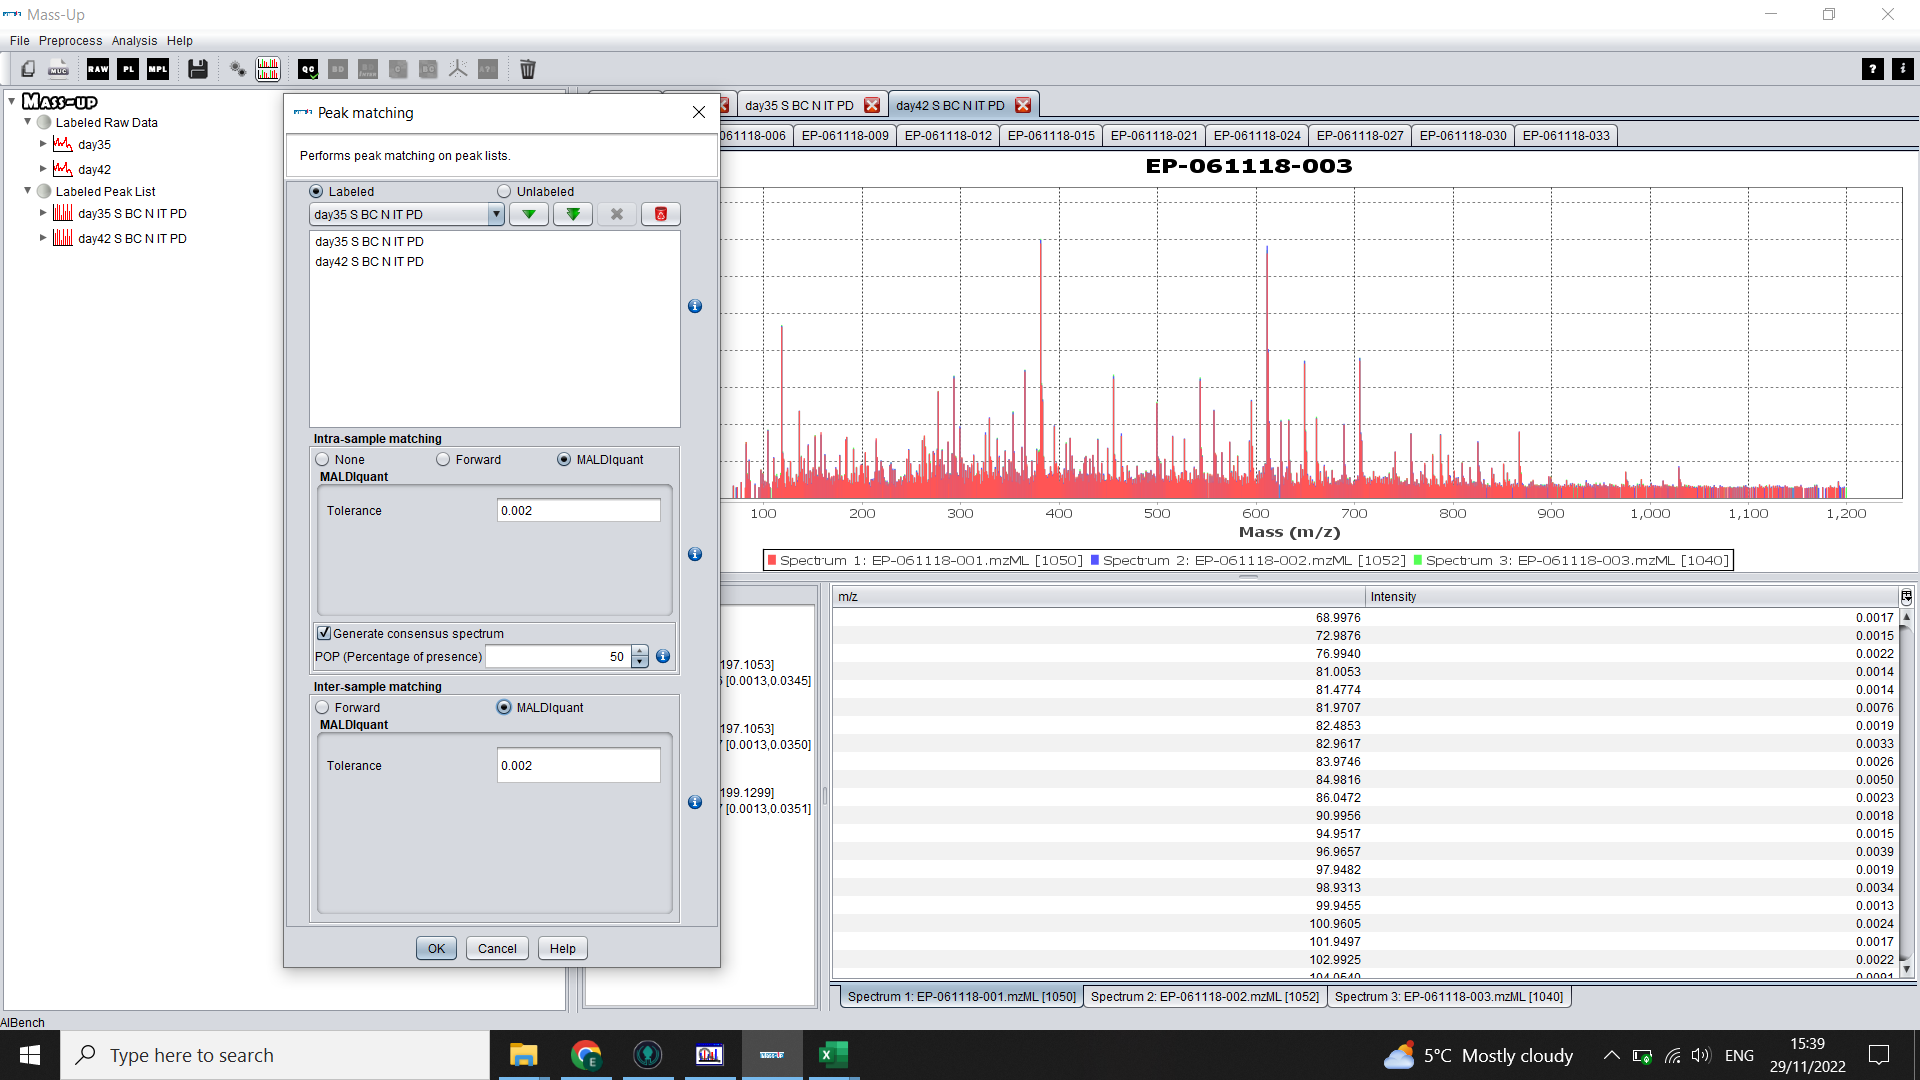 Mass-Up
File Preprocess Analysis Help
MUC RAW PL MPL QC BD BD INTER
? i
Mass-up
Labeled Raw Data
day35
day42
Labeled Peak List
day35 S BC N IT PD
day42 S BC N IT PD
Peak matching
Performs peak matching on peak lists.
Labeled Unlabeled
day35 S BC N IT PD
day35 S BC N IT PD
day42 S BC N IT PD
Intra-sample matching
None Forward MALDIquant
MALDIquant
Tolerance 0.002
Generate consensus spectrum
POP (Percentage of presence) 50
Inter-sample matching
Forward MALDIquant
MALDIquant
Tolerance 0.002
OK Cancel Help
day35 S BC N IT PD day42 S BC N IT PD
061118-006 EP-061118-009 EP-061118-012 EP-061118-015 EP-061118-021 EP-061118-024 EP-061118-027 EP-061118-030 EP-061118-033
EP-061118-003
100 200 300 400 500 600 700 800 900 1,000 1,100 1,200
Mass (m/z)
Spectrum 1: EP-061118-001.mzML [1050] Spectrum 2: EP-061118-002.mzML [1052] Spectrum 3: EP-061118-003.mzML [1040]
197.1053]
[0.0013,0.0345]
197.1053]
[0.0013,0.0350]
199.1299]
[0.0013,0.0351]
m/z Intensity
68.9976 0.0017
72.9876 0.0015
76.9940 0.0022
81.0053 0.0014
81.4774 0.0014
81.9707 0.0076
82.4853 0.0019
82.9617 0.0033
83.9746 0.0026
84.9816 0.0050
86.0472 0.0023
90.9956 0.0018
94.9517 0.0015
96.9657 0.0039
97.9482 0.0019
98.9313 0.0034
99.9455 0.0013
100.9605 0.0024
101.9497 0.0017
102.9925 0.0022
104.0540 0.0091
Spectrum 1: EP-061118-001.mzML [1050] Spectrum 2: EP-061118-002.mzML [1052] Spectrum 3: EP-061118-003.mzML [1040]
AIBench
Type here to search
5°C Mostly cloudy
ENG
15:39
29/11/2022